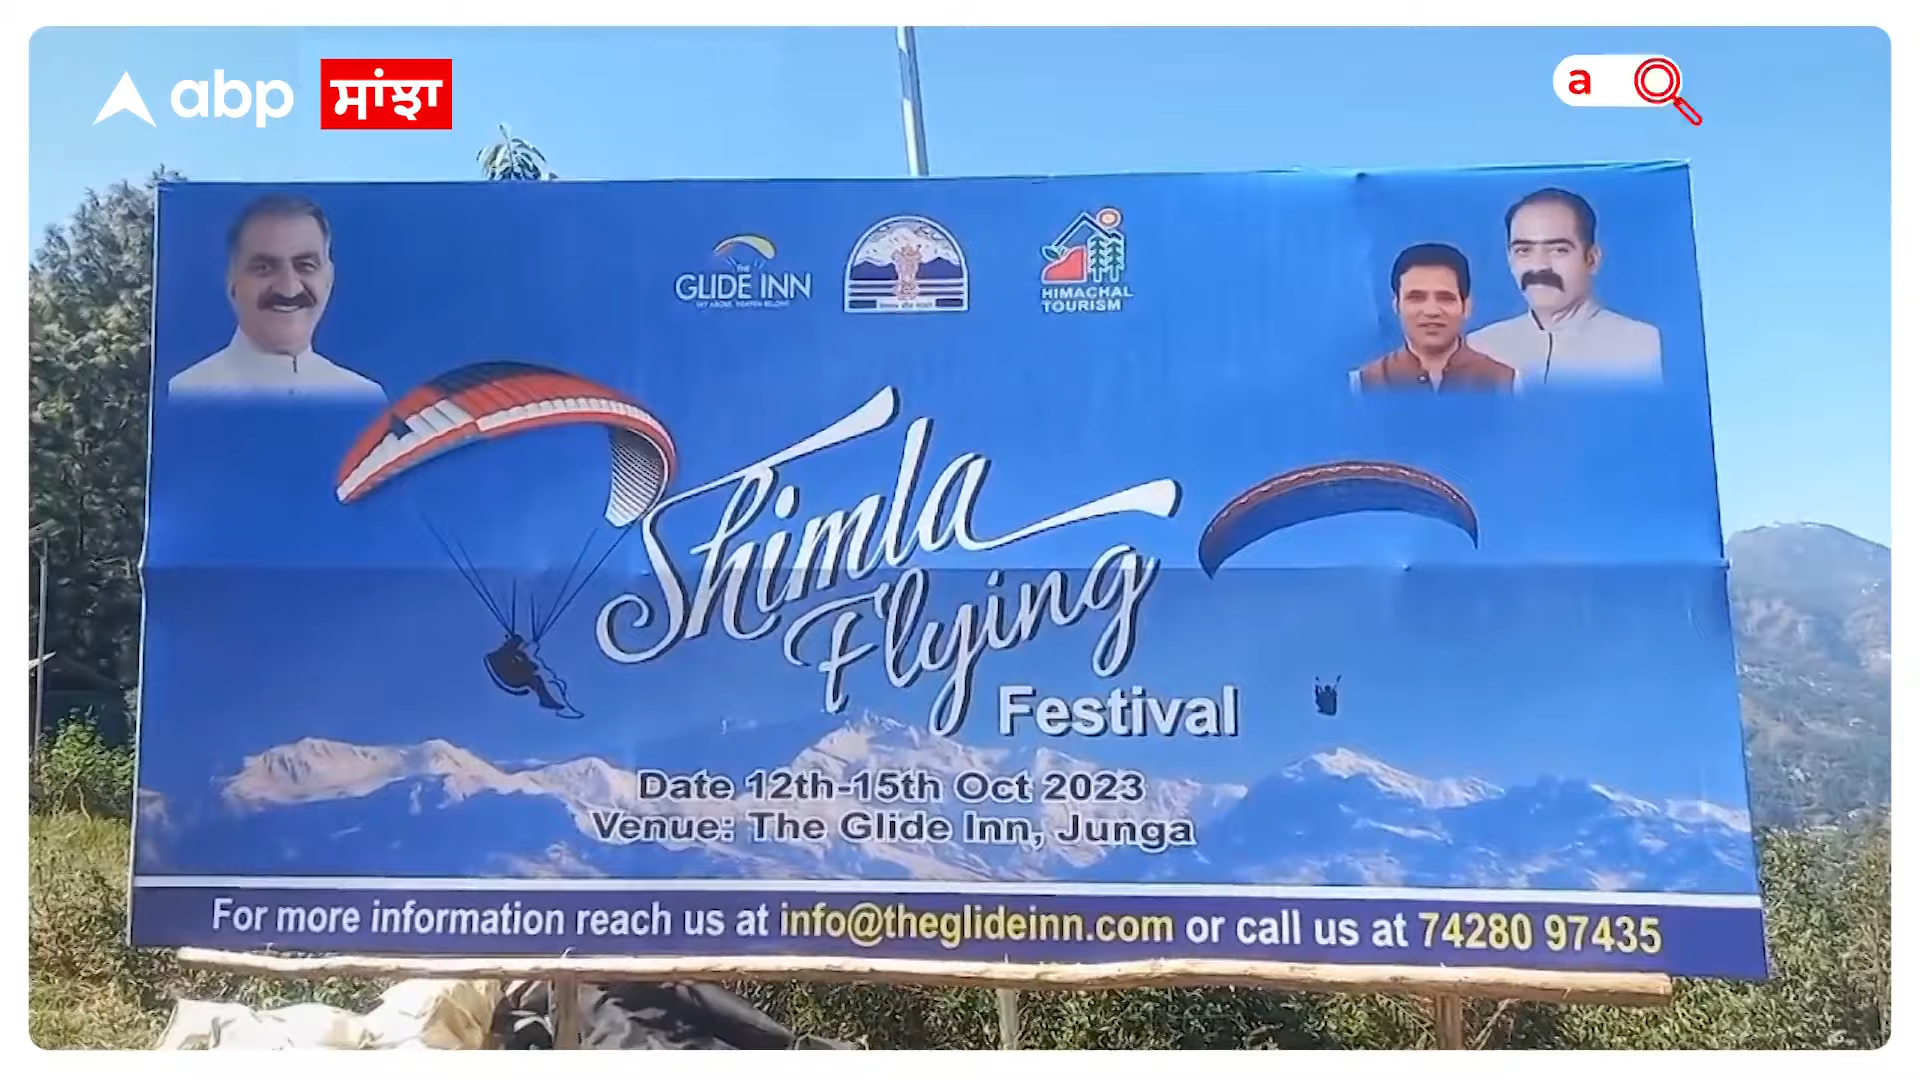 abp ਸਾਂਝਾ
a
THE
GLIDE INN
HIMACHAL
TOURISM
Shimla
Flying
Festival
Date 12th-15th Oct 2023
Venue: The Glide Inn, Junga
For more information reach us at info@theglideinn.com or call us at 74280 97435